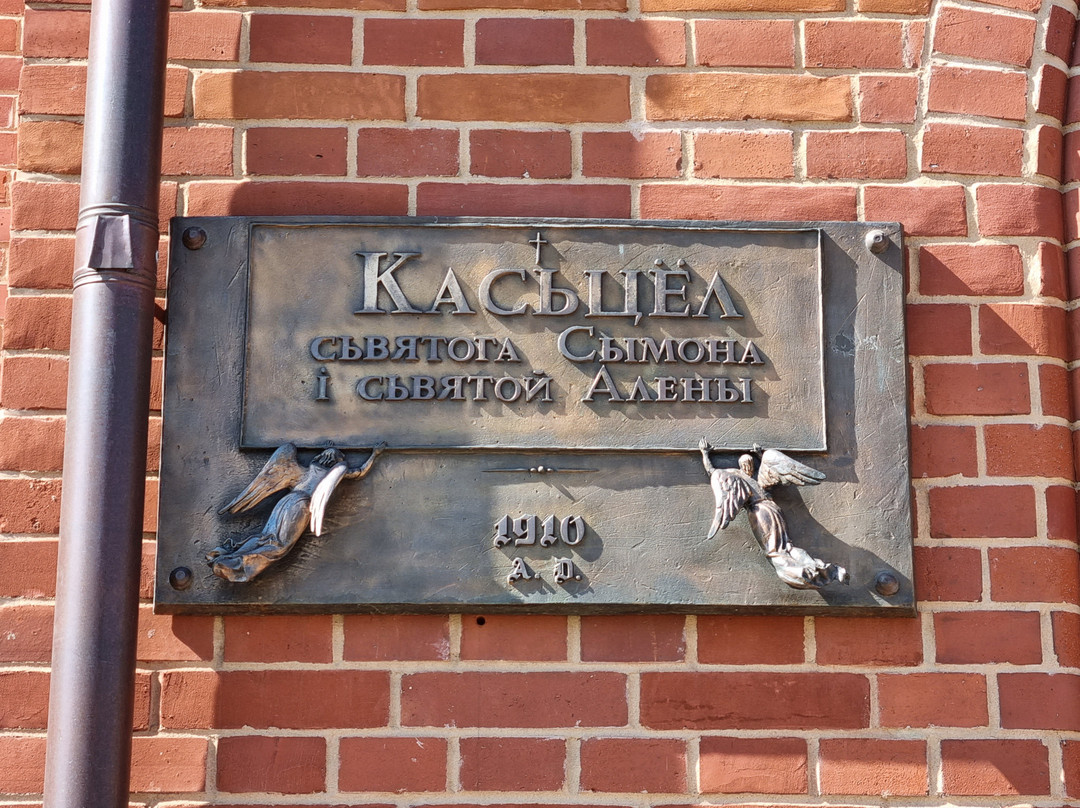 Касьцёл
сьвятога Сымона
і сьвятой Алены
1910
A. D.